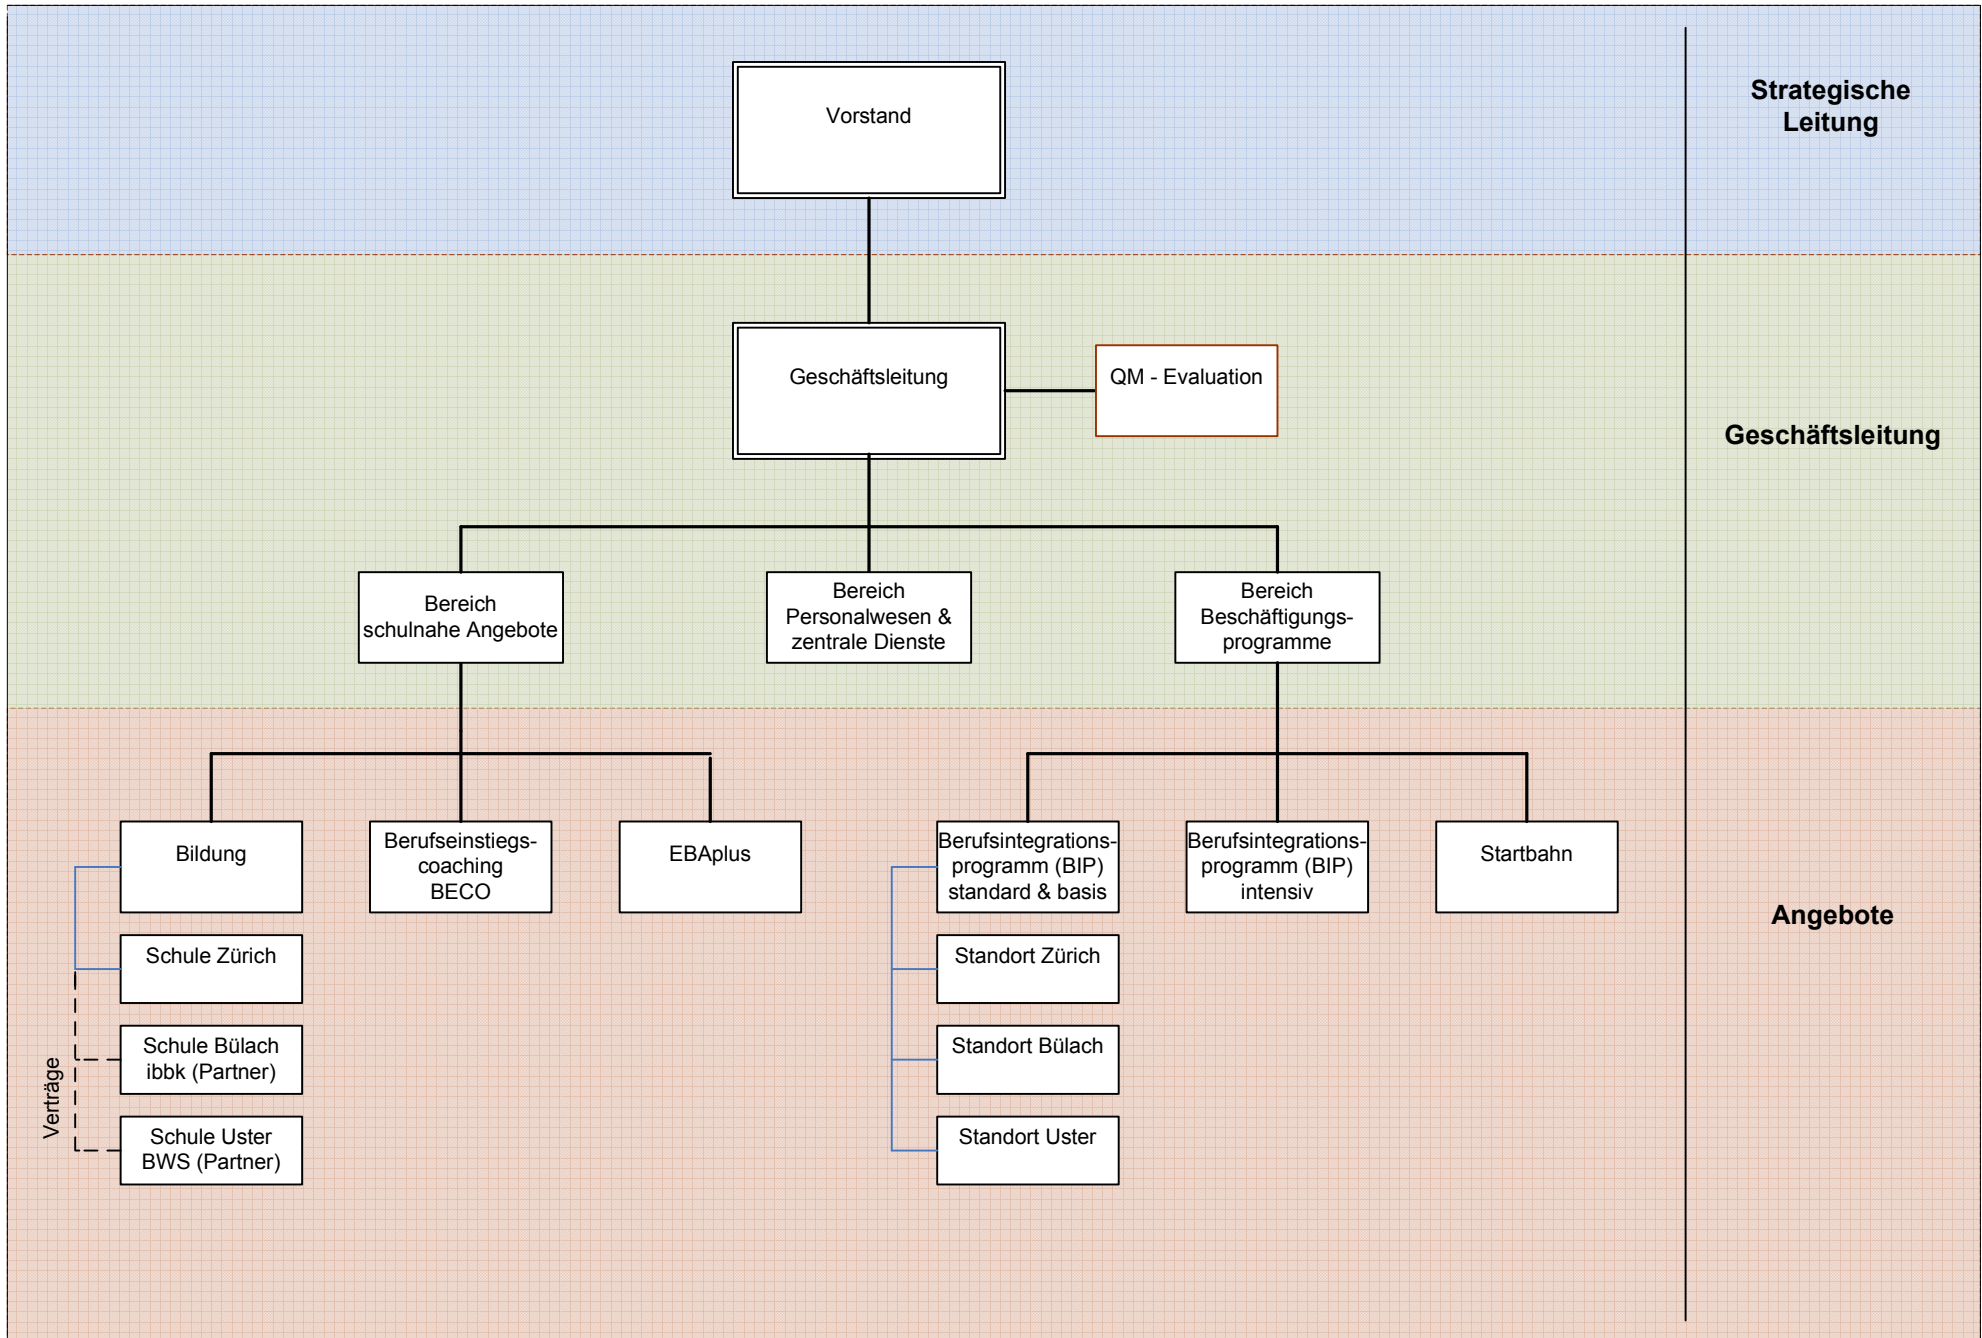 Vorstand
Strategische
Leitung
Geschäftsleitung
QM - Evaluation
Geschäftsleitung
Bereich
schulnahe Angebote
Bereich
Personalwesen &
zentrale Dienste
Bereich
Beschäftigungs-
programme
Bildung
Berufseinstiegs-
coaching
BECO
EBAplus
Berufsintegrations-
programm (BIP)
standard & basis
Berufsintegrations-
programm (BIP)
intensiv
Startbahn
Angebote
Schule Zürich
Schule Bülach
ibbk (Partner)
Schule Uster
BWS (Partner)
Verträge
Standort Zürich
Standort Bülach
Standort Uster